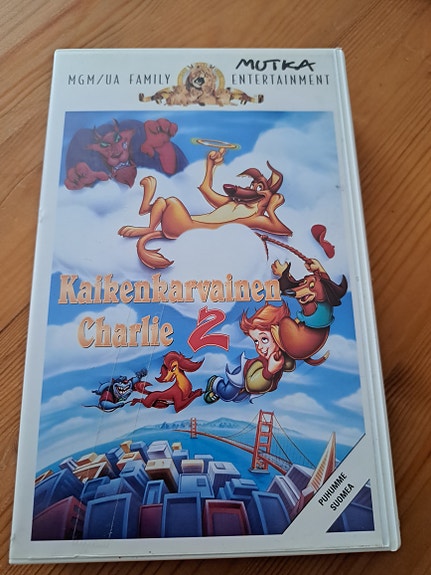 MUTKA
MGM/UA FAMILY ENTERTAINMENT
Kaikenkarvainen
Charlie 2
PUHUMME
SUOMEA